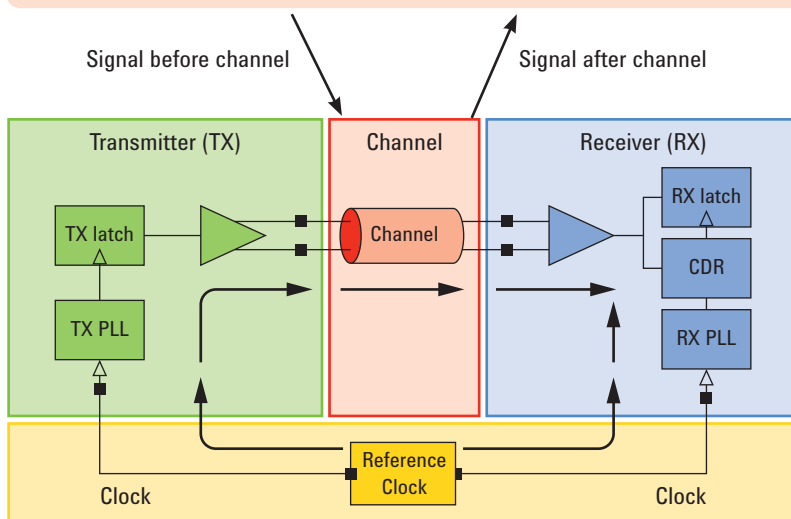 Signal before channel
Signal after channel
Transmitter (TX)
Channel
Receiver (RX)
TX latch
Channel
RX latch
CDR
TX PLL
RX PLL
Reference
Clock
Clock
Clock